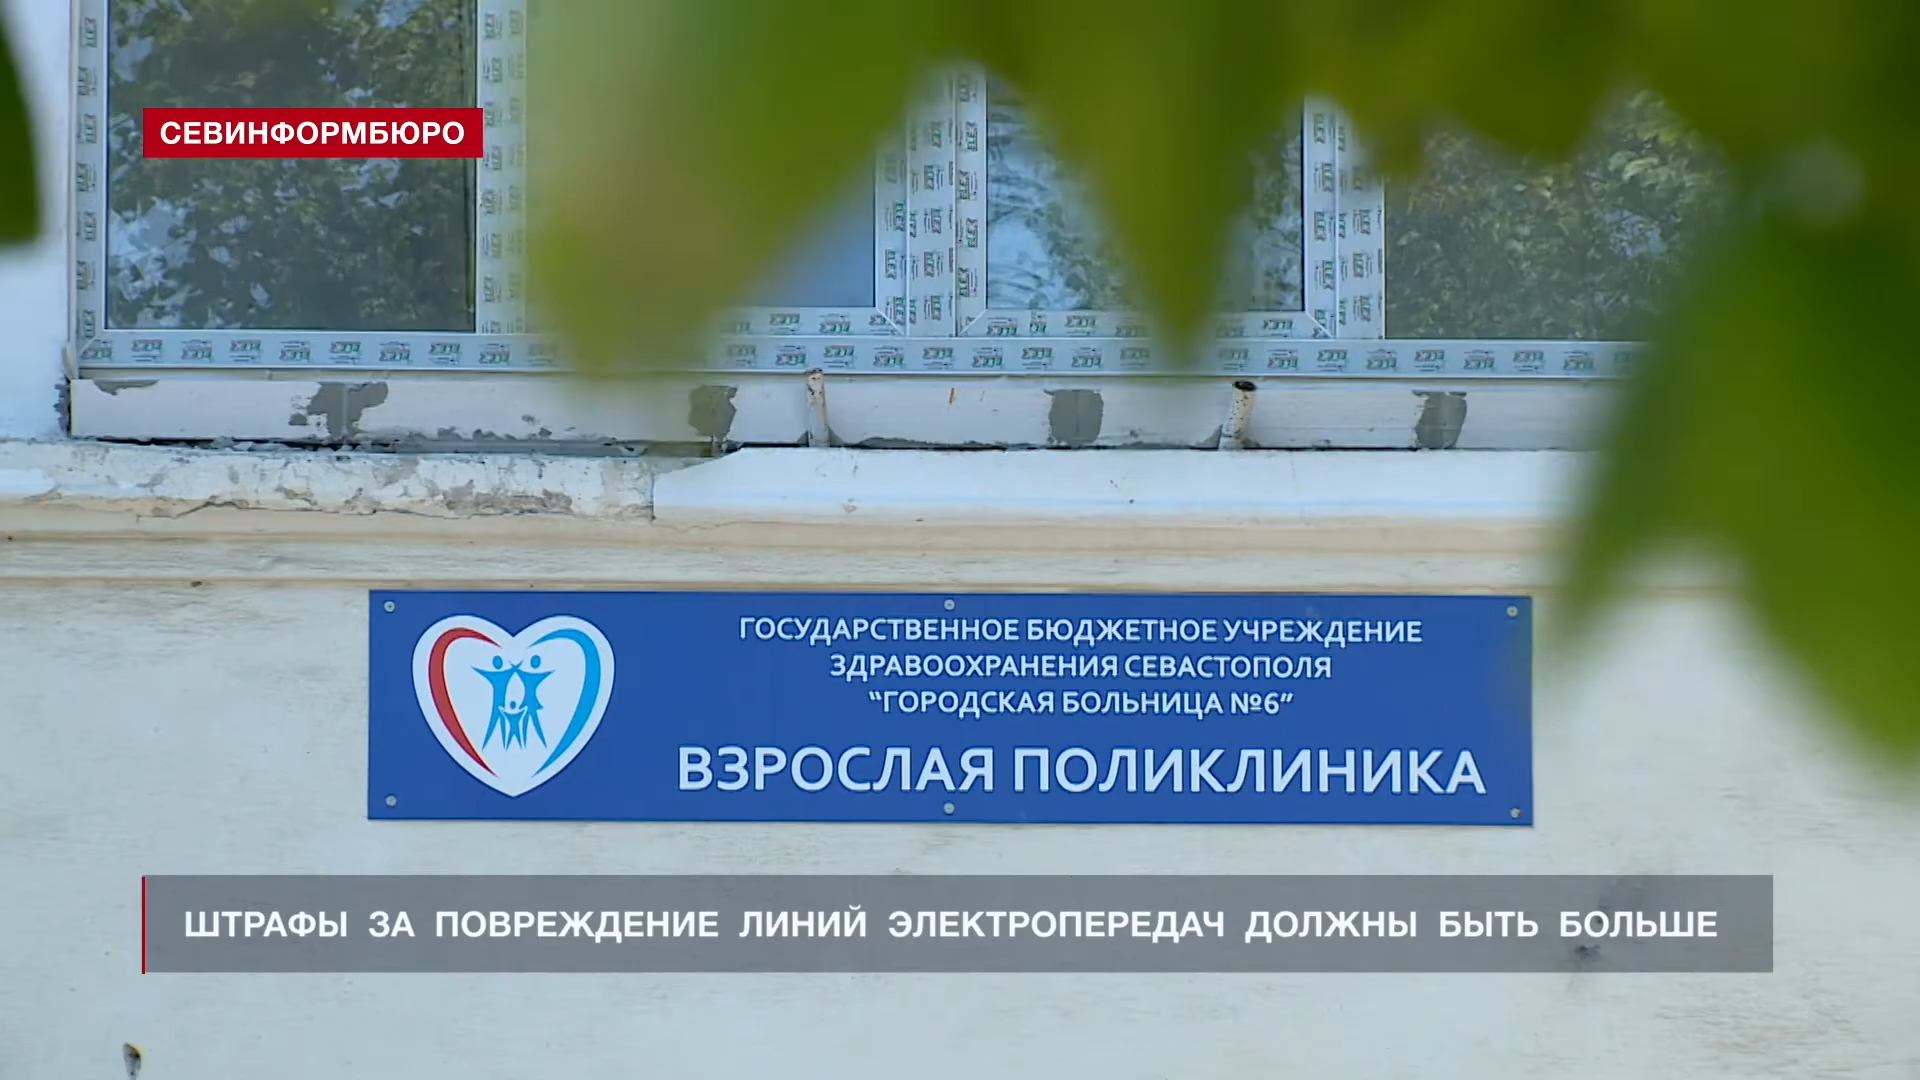 СЕВИНФОРМБЮРО
ГОСУДАРСТВЕННОЕ БЮДЖЕТНОЕ УЧРЕЖДЕНИЕ
ЗДРАВООХРАНЕНИЯ СЕВАСТОПОЛЯ
“ГОРОДСКАЯ БОЛЬНИЦА №6”
ВЗРОСЛАЯ ПОЛИКЛИНИКА
ШТРАФЫ ЗА ПОВРЕЖДЕНИЕ ЛИНИЙ ЭЛЕКТРОПЕРЕДАЧ ДОЛЖНЫ БЫТЬ БОЛЬШЕ